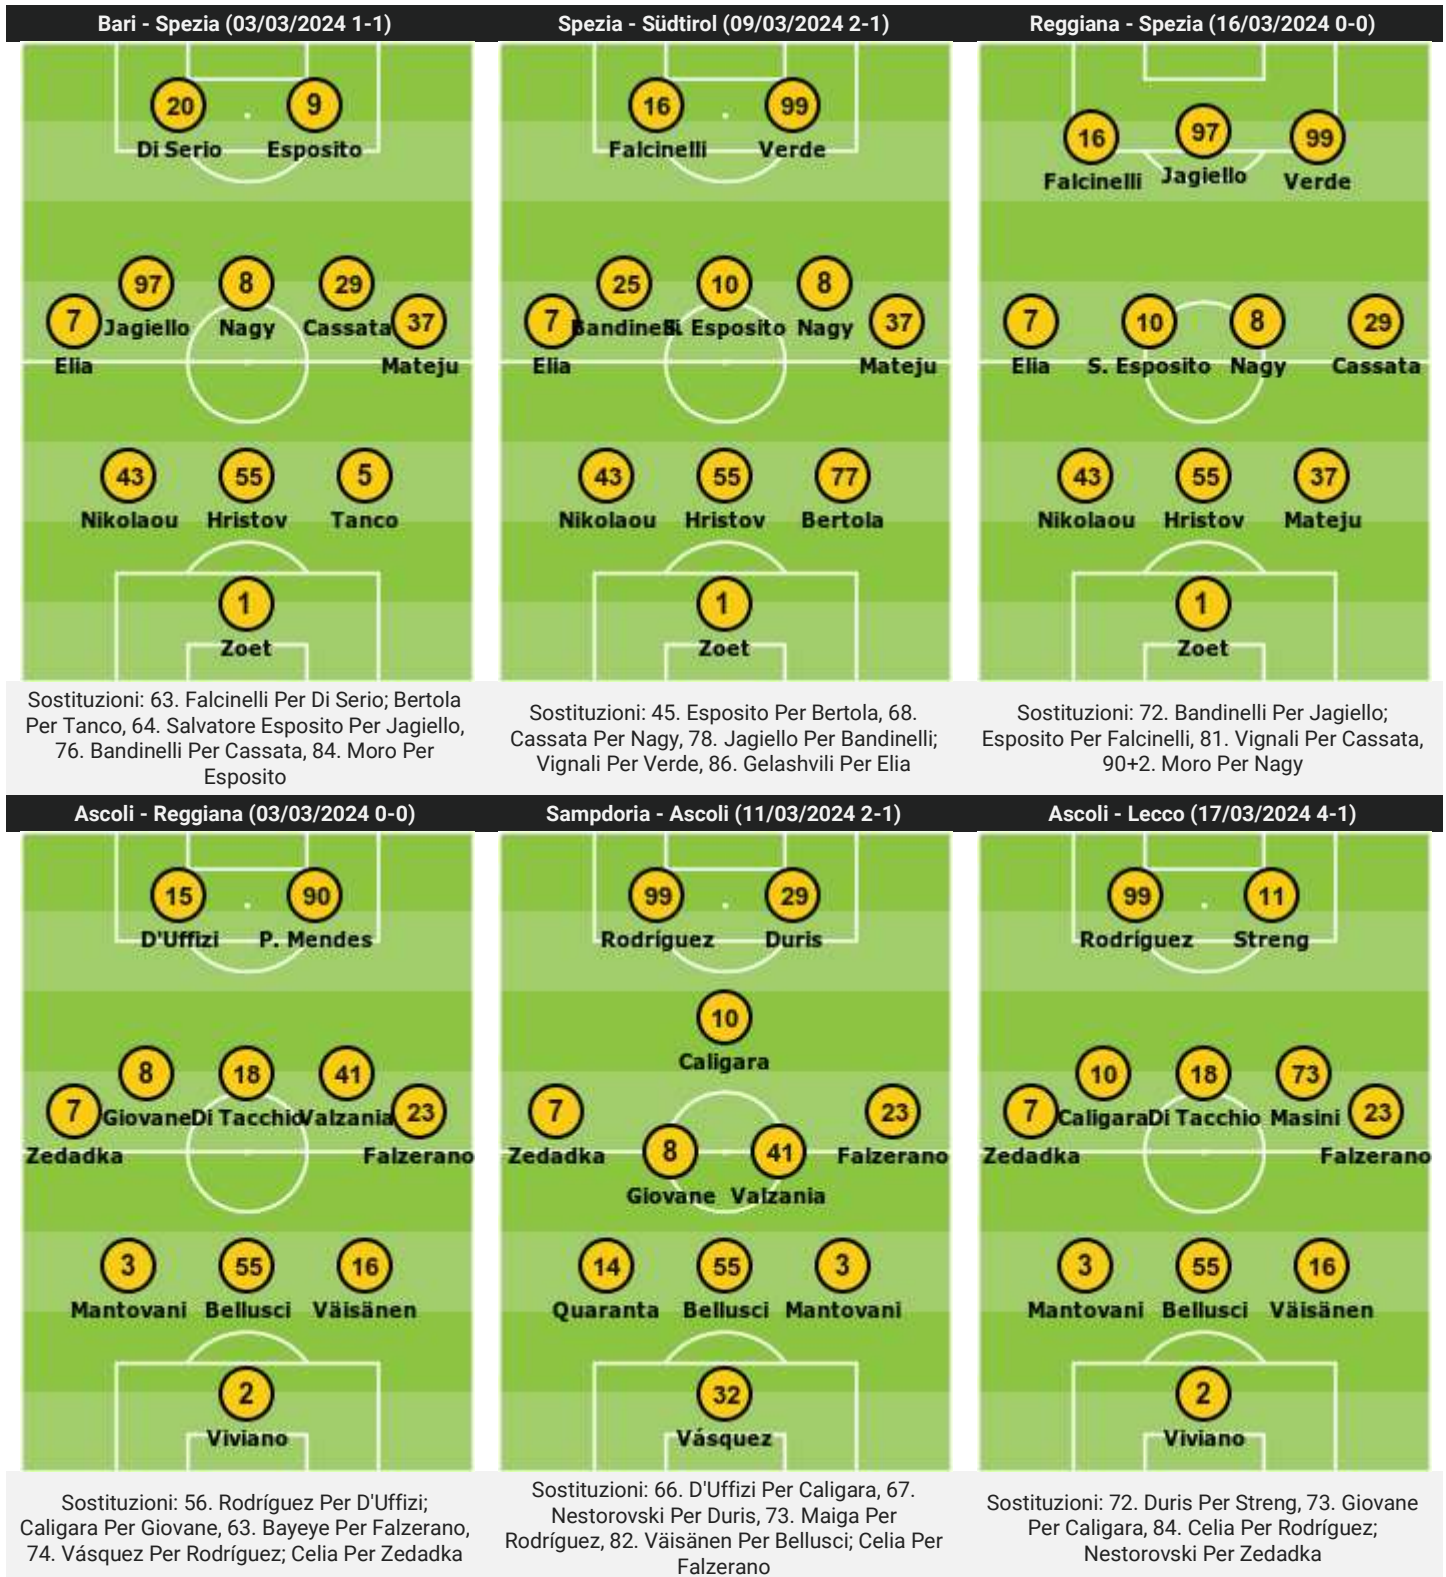 Bari - Spezia (03/03/2024 1-1)
20 9
Di Serio Esposito
97 8 29
7 Jagiello Nagy Cassata 37
Elia Mateju
43 55 5
Nikolaou Hristov Tanco
1
Zoet
Sostituzioni: 63. Falcinelli Per Di Serio; Bertola
Per Tanco, 64. Salvatore Esposito Per Jagiello,
76. Bandinelli Per Cassata, 84. Moro Per
Esposito
Spezia - Südtirol (09/03/2024 2-1)
16 99
Falcinelli Verde
25 10 8
7 Bandinelli S. Esposito Nagy 37
Elia Mateju
43 55 77
Nikolaou Hristov Bertola
1
Zoet
Sostituzioni: 45. Esposito Per Bertola, 68.
Cassata Per Nagy, 78. Jagiello Per Bandinelli;
Vignali Per Verde, 86. Gelashvili Per Elia
Reggiana - Spezia (16/03/2024 0-0)
16 97 99
Falcinelli Jagiello Verde
7 10 8 29
Elia S. Esposito Nagy Cassata
43 55 37
Nikolaou Hristov Mateju
1
Zoet
Sostituzioni: 72. Bandinelli Per Jagiello;
Esposito Per Falcinelli, 81. Vignali Per Cassata,
90+2. Moro Per Nagy
Ascoli - Reggiana (03/03/2024 0-0)
15 90
D'Uffizi P. Mendes
8 18 41
7 Giovane Di Tacchio Valzania 23
Zedadka Falzerano
3 55 16
Mantovani Bellusci Väisänen
2
Viviano
Sostituzioni: 56. Rodríguez Per D'Uffizi;
Caligara Per Giovane, 63. Bayeye Per Falzerano,
74. Vásquez Per Rodríguez; Celia Per Zedadka
Sampdoria - Ascoli (11/03/2024 2-1)
99 29
Rodríguez Duris
10
Caligara
7 23
Zedadka 8 41 Falzerano
Giovane Valzania
14 55 3
Quaranta Bellusci Mantovani
32
Vásquez
Sostituzioni: 66. D'Uffizi Per Caligara, 67.
Nestorovski Per Duris, 73. Maiga Per
Rodríguez, 82. Väisänen Per Bellusci; Celia Per
Falzerano
Ascoli - Lecco (17/03/2024 4-1)
99 11
Rodríguez Streng
10 18 73
7 Caligara Di Tacchio Masini 23
Zedadka Falzerano
3 55 16
Mantovani Bellusci Väisänen
2
Viviano
Sostituzioni: 72. Duris Per Streng, 73. Giovane
Per Caligara, 84. Celia Per Rodríguez;
Nestorovski Per Zedadka